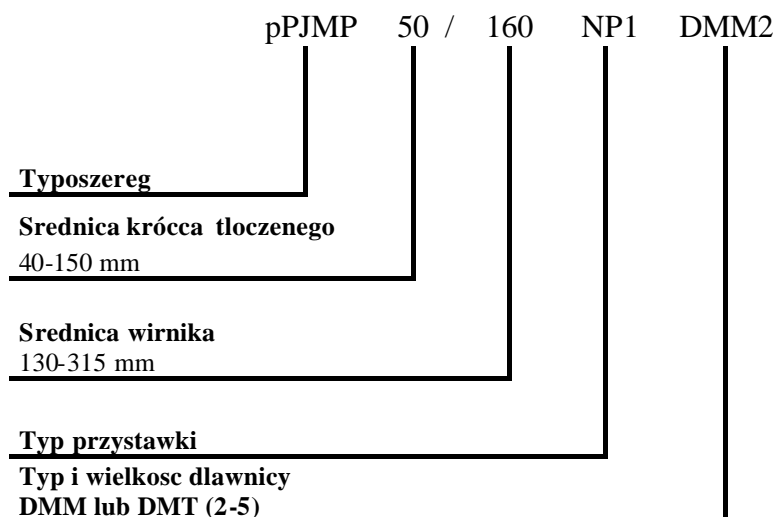 pPJMP 50 / 160 NP1 DMM2
Typoszereg
Srednica krócca tloczenego
40-150 mm
Srednica wirnika
130-315 mm
Typ przystawki
Typ i wielkosc dlawnicy
DMM lub DMT (2-5)